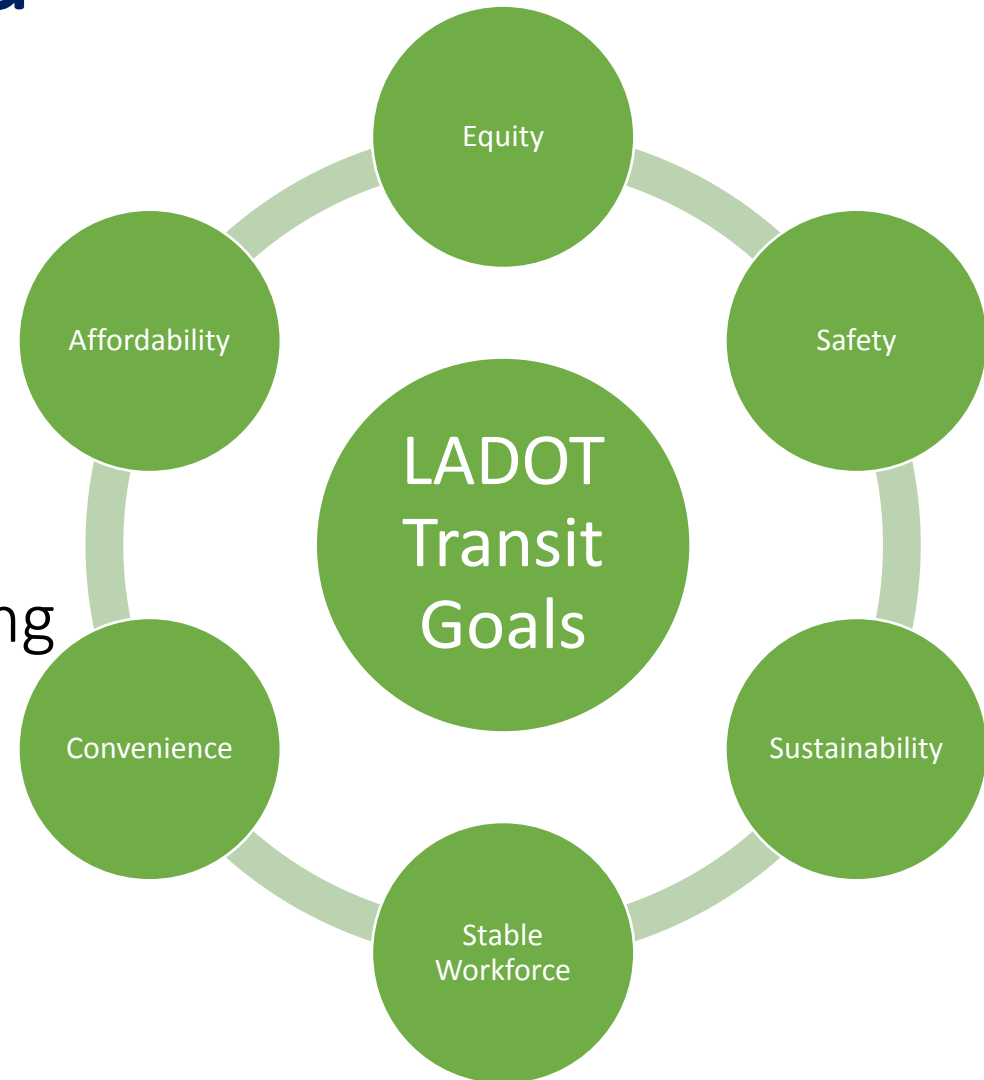 Equity
Affordability
Safety
LADOT
Transit
Goals
ng
Convenience
Sustainability
Stable
Workforce